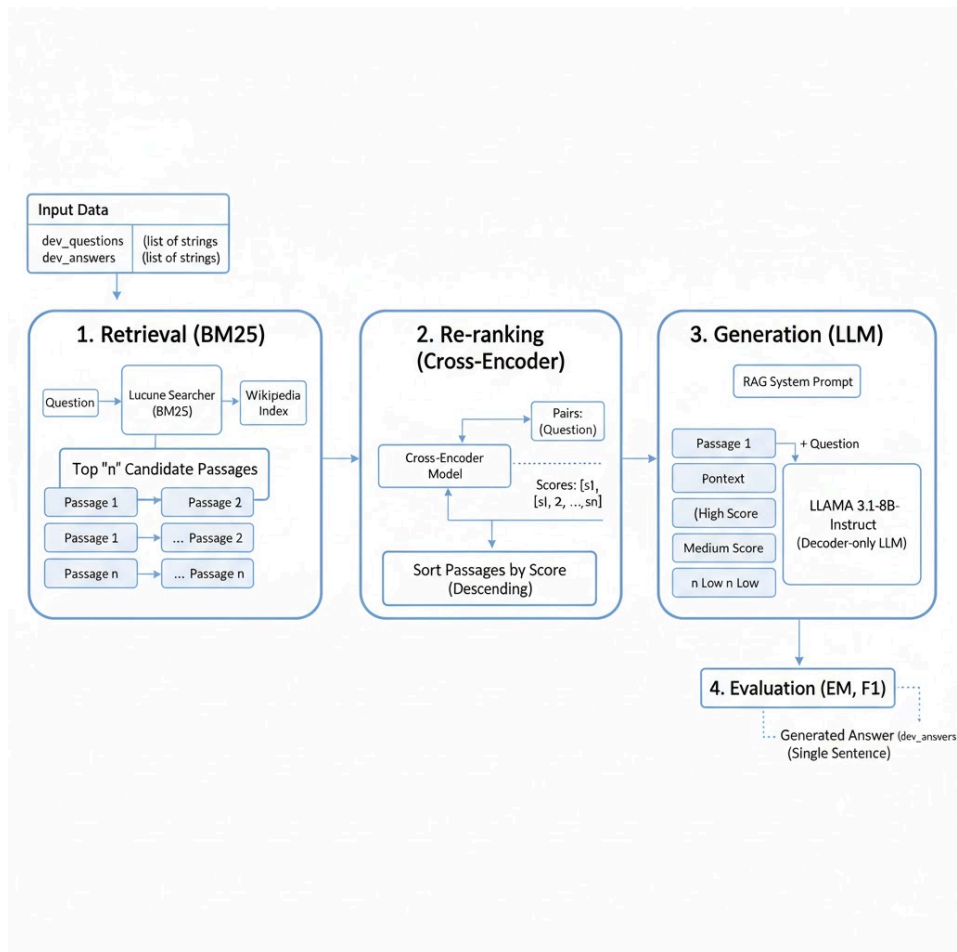 Input Data
dev_questions (list of strings
dev_answers (list of strings)
1. Retrieval (BM25)
Question
Lucune Searcher
(BM25)
Wikipedia
Index
Top "n" Candidate Passages
Passage 1
Passage 2
Passage 1
... Passage 2
Passage n
... Passage n
2. Re-ranking
(Cross-Encoder)
Pairs:
(Question)
Cross-Encoder
Model
Scores: [s1,
[sl, 2, ...,sn]
Sort Passages by Score
(Descending)
3. Generation (LLM)
RAG System Prompt
Passage 1
+ Question
Pontext
(High Score
Medium Score
n Low n Low
LLAMA 3.1-8B-
Instruct
(Decoder-only LLM)
4. Evaluation (EM, F1)
Generated Answer (dev_ansvers
(Single Sentence)